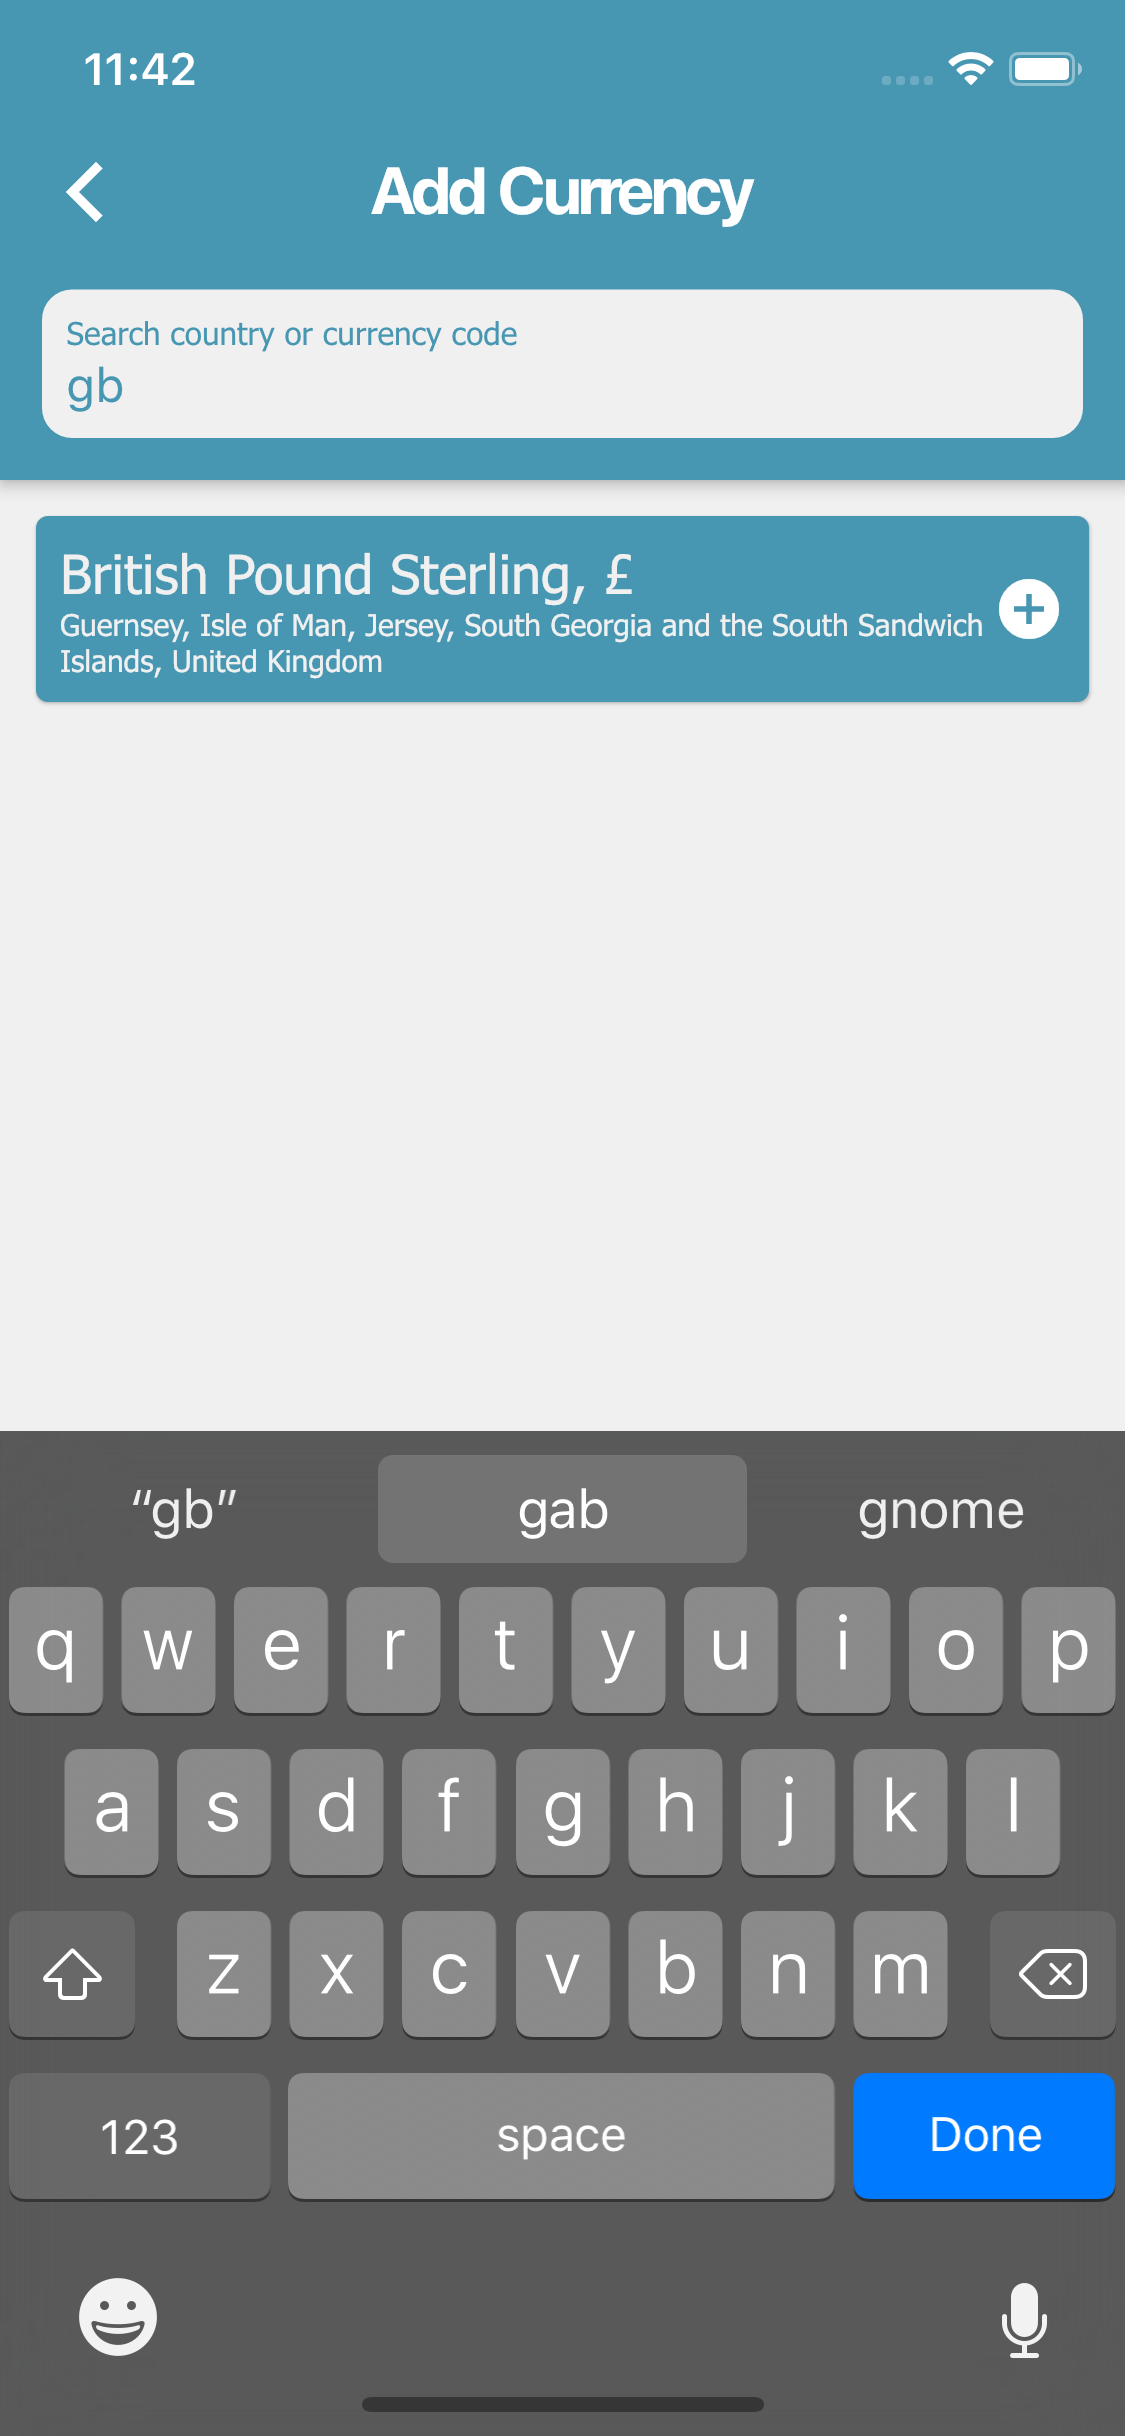 11:42
Add Currency
Search country or currency code
gb
British Pound Sterling, £
Guernsey, Isle of Man, Jersey, South Georgia and the South Sandwich
Islands, United Kingdom
“gb” gab gnome
q w e r t y u i o p
a s d f g h j k l
z x c v b n m
123 space Done